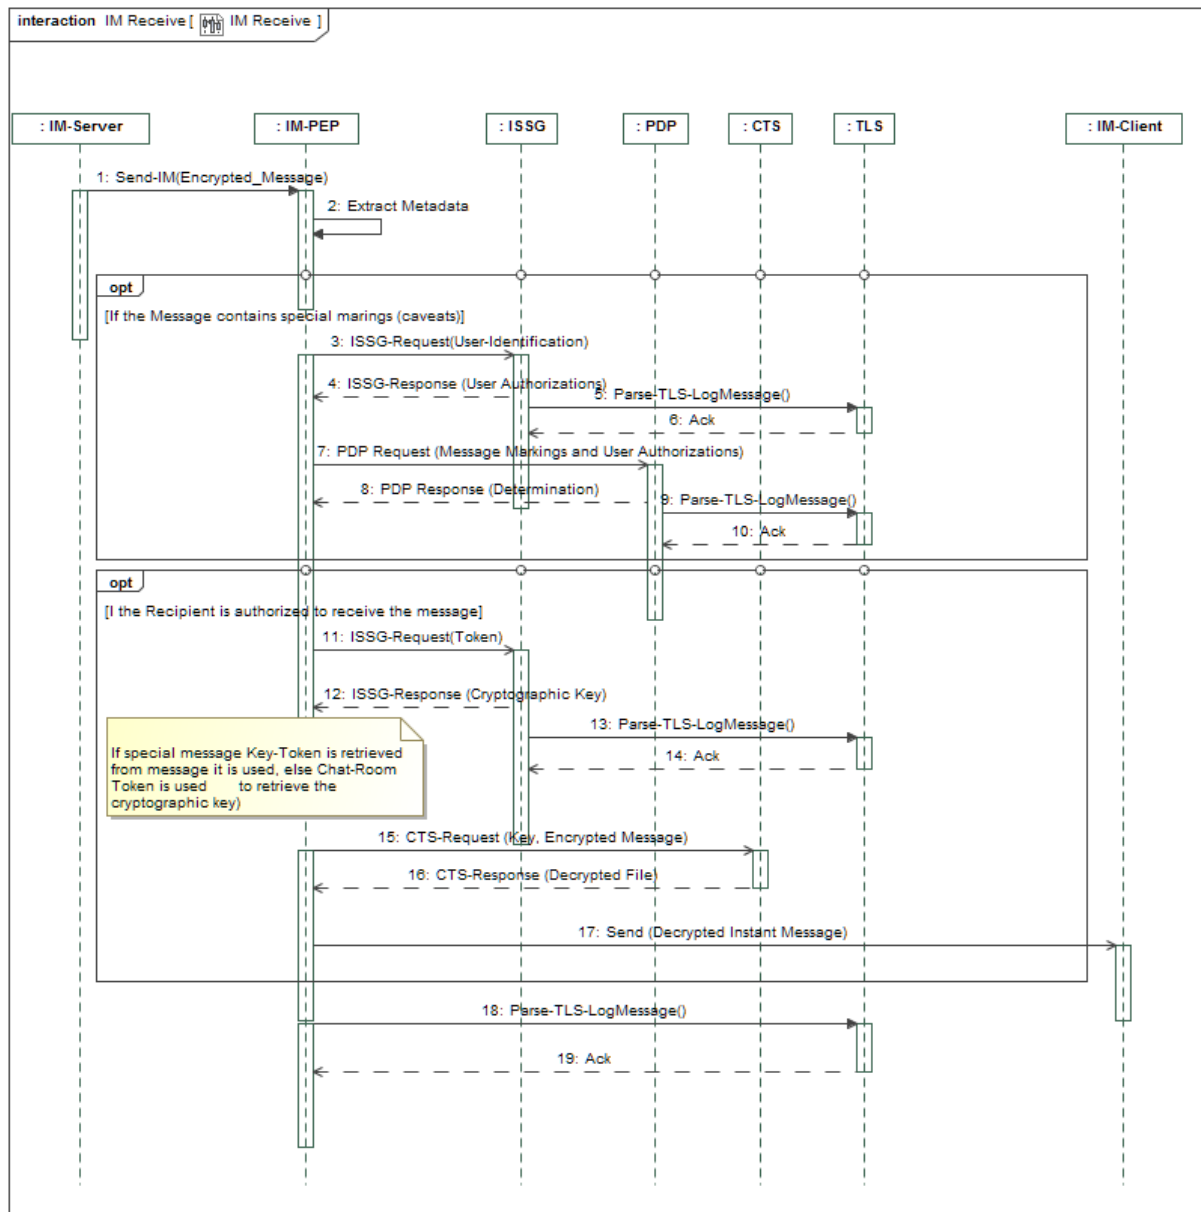 interaction IM Receive [ IM Receive ]
: IM-Server
: IM-PEP
: ISSG
: PDP
: CTS
: TLS
: IM-Client
1: Send-IM(Encrypted_Message)
2: Extract Metadata
opt
[If the Message contains special marings (caveats)]
3: ISSG-Request(User-Identification)
4: ISSG-Response (User Authorizations)
5: Parse-TLS-LogMessage()
6: Ack
7: PDP Request (Message Markings and User Authorizations)
8: PDP Response (Determination)
9: Parse-TLS-LogMessage()
10: Ack
opt
[I the Recipient is authorized to receive the message]
11: ISSG-Request(Token)
12: ISSG-Response (Cryptographic Key)
13: Parse-TLS-LogMessage()
14: Ack
If special message Key-Token is retrieved
from message it is used, else Chat-Room
Token is used to retrieve the
cryptographic key)
15: CTS-Request (Key, Encrypted Message)
16: CTS-Response (Decrypted File)
17: Send (Decrypted Instant Message)
18: Parse-TLS-LogMessage()
19: Ack